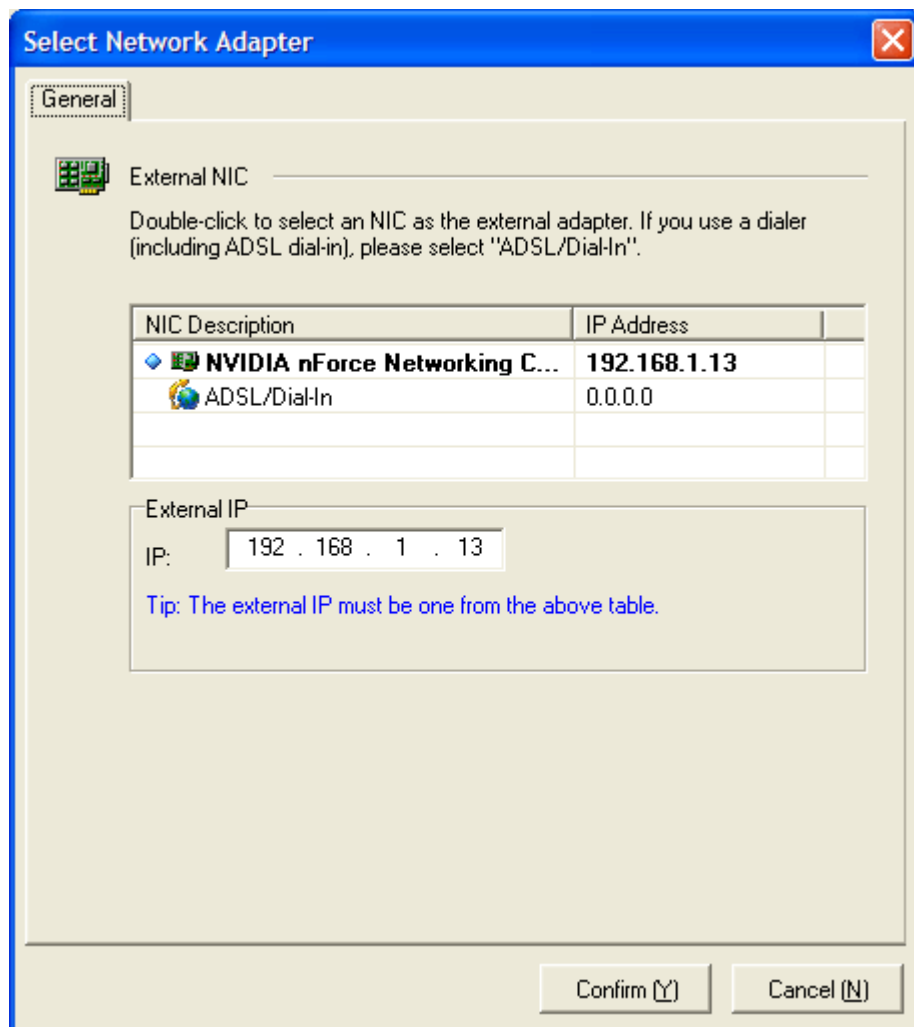 Select Network Adapter
General
External NIC
Double-click to select an NIC as the external adapter. If you use a dialer
(including ADSL dial-in), please select "ADSL/Dial-In".
NIC Description IP Address
NVIDIA nForce Networking C... 192.168.1.13
ADSL/Dial-In 0.0.0.0
External IP
IP: 192 . 168 . 1 . 13
Tip: The external IP must be one from the above table.
Confirm (Y) Cancel (N)